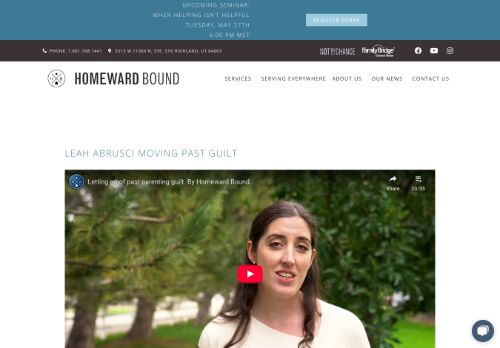 UPCOMING SEMINAR:
WHEN HELPING ISN'T HELPFUL
TUESDAY, MAY 27TH
6:00 PM MST
REGISTER TODAY
PHONE: 1.801.768.1441
5513 W 11000 N, STE. 316 HIGHLAND, UT 84003
NOT BY CHANCE
FamilyBridge
HOMEWARD BOUND
SERVICES
SERVING EVERYWHERE
ABOUT US
OUR NEWS
CONTACT US
LEAH ABRUSCI MOVING PAST GUILT
Letting go of past parenting guilt. By Homeward Bound.
Share
20/35